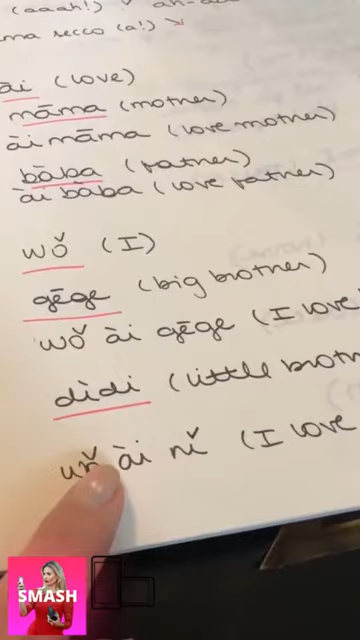 (aaah!)
ma secco (a!) ↘
ài (love)
māma (mother)
ài māma (love mother)
bàba (father)
ài bàba (love father)
wǒ (I)
gēge (big brother)
wǒ ài gēge (I love
dìdi (little broth
wǒ ài nǐ (I love
SMASH